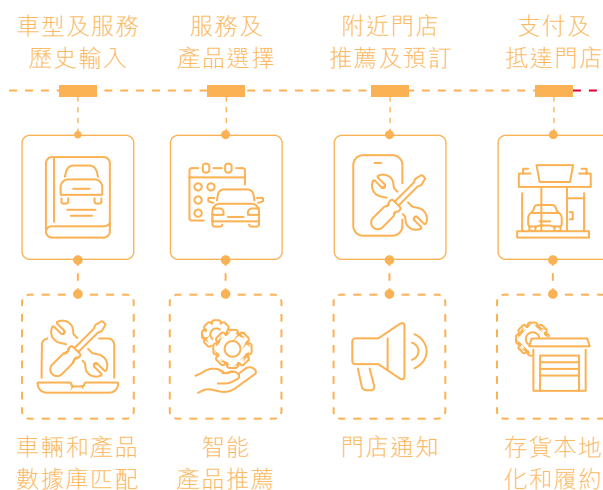 車型及服務
歷史輸入
服務及
產品選擇
附近門店
推薦及預訂
支付及
抵達門店
車輛和產品
數據庫匹配
智能
產品推薦
門店通知
存貨本地
化和履約